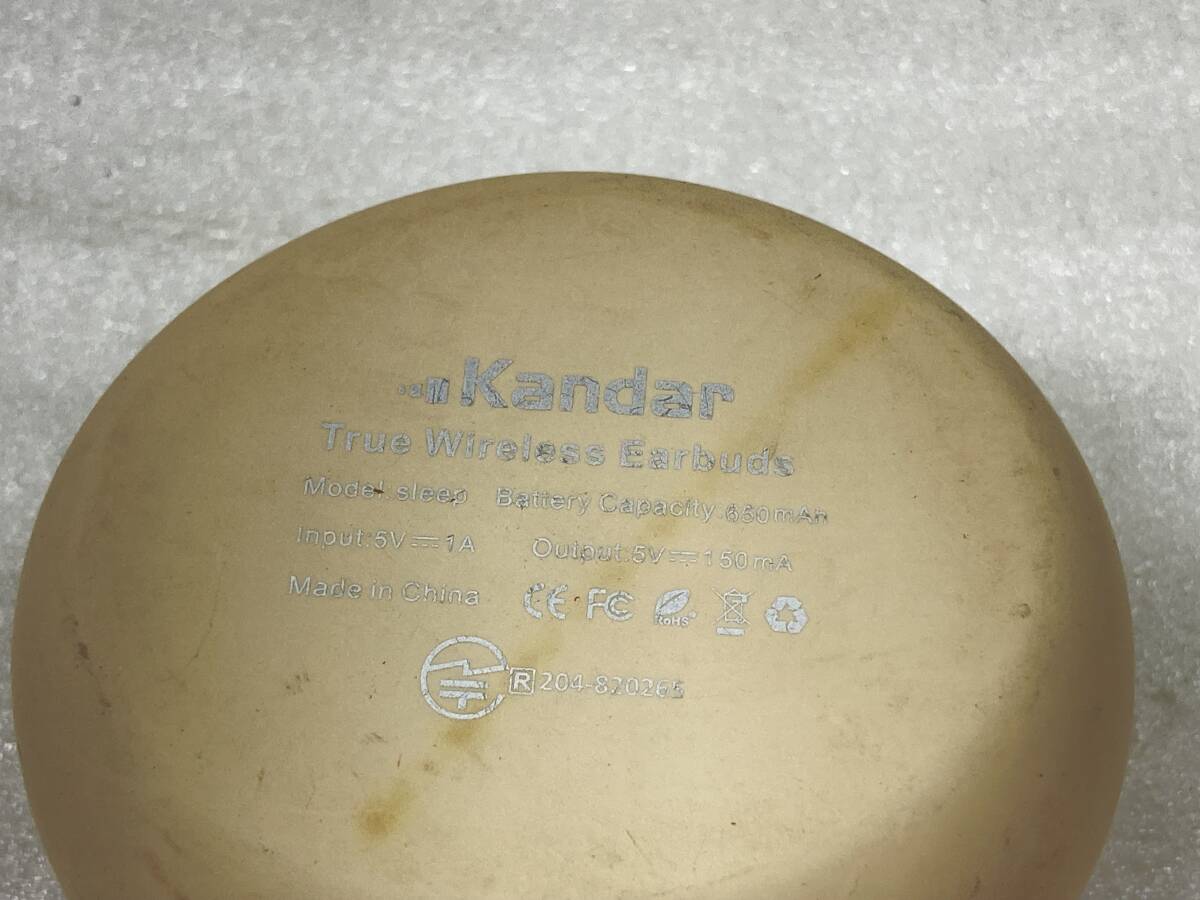 Kandar
True Wireless Earbuds
Model:sleep Battery Capacity:650mAh
Input:5V⎓1A Output:5V⎓150mA
Made in China CE FC RoHS
R 204-820265